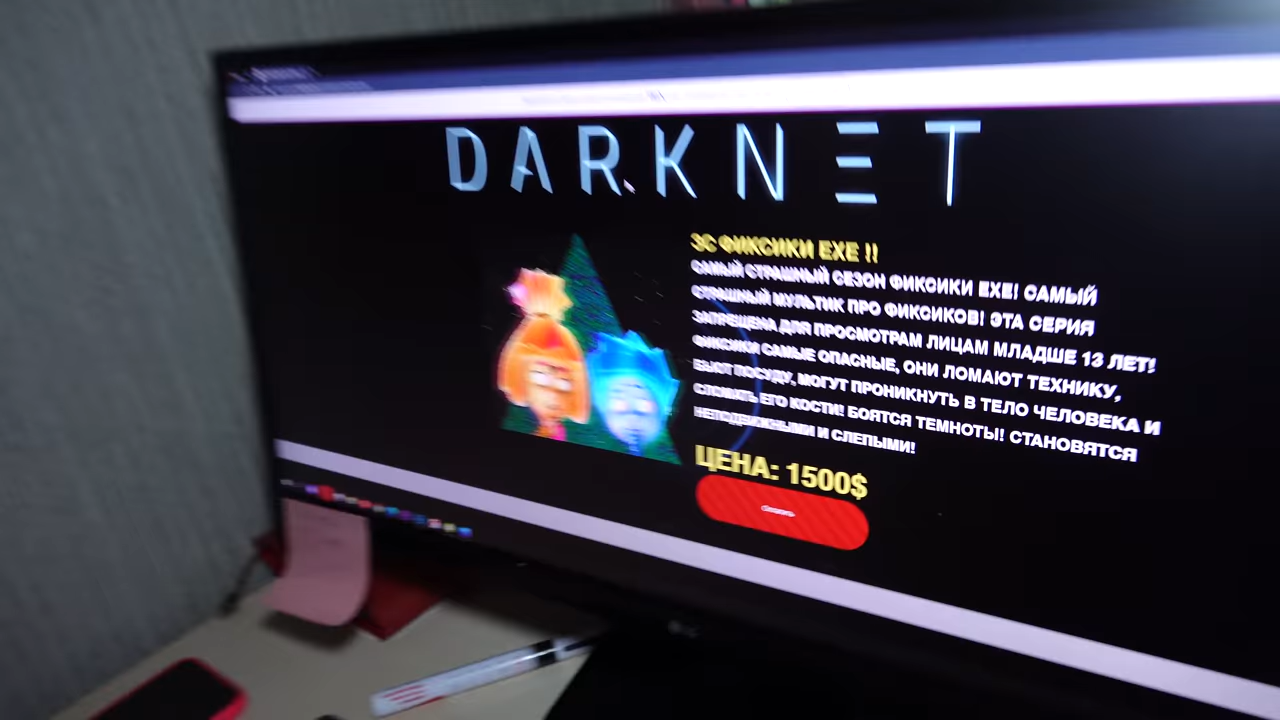 DARKNET
3С ФИКСИКИ EXE !!
САМЫЙ СТРАШНЫЙ СЕЗОН ФИКСИКИ EXE! САМЫЙ
СТРАШНЫЙ МУЛЬТИК ПРО ФИКСИКОВ! ЭТА СЕРИЯ
ЗАПРЕЩЕНА ДЛЯ ПРОСМОТРАМ ЛИЦАМ МЛАДШЕ 13 ЛЕТ!
ФИКСИКИ САМЫЕ ОПАСНЫЕ, ОНИ ЛОМАЮТ ТЕХНИКУ,
БЬЮТ ПОСУДУ, МОГУТ ПРОНИКНУТЬ В ТЕЛО ЧЕЛОВЕКА И
СЛОМАТЬ ЕГО КОСТИ! БОЯТСЯ ТЕМНОТЫ! СТАНОВЯТСЯ
НЕПОДВИЖНЫМИ И СЛЕПЫМИ!
ЦЕНА: 1500$